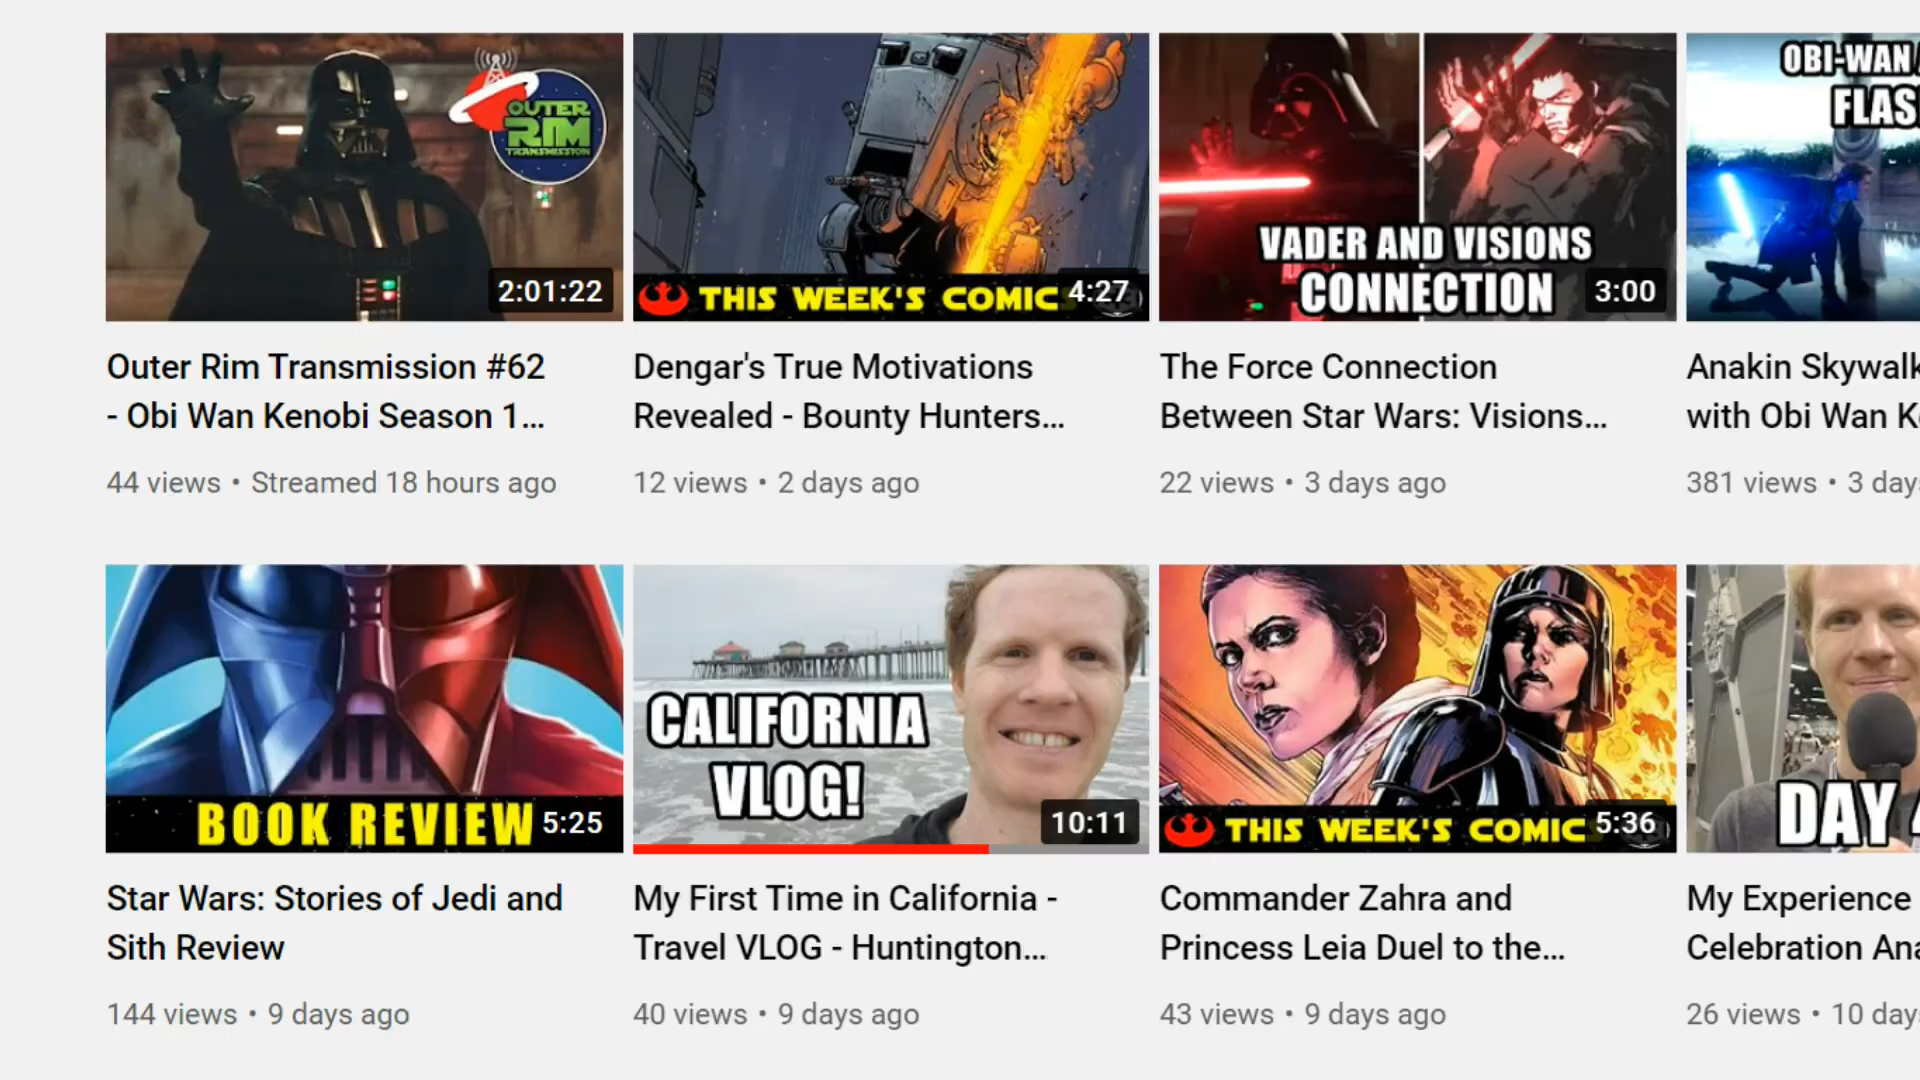 OUTER
RIM
TRANSMISSION
2:01:22
THIS WEEK'S COMIC 4:27
VADER AND VISIONS
CONNECTION 3:00
OBI-WAN
FLAS
Outer Rim Transmission #62
- Obi Wan Kenobi Season 1...
44 views • Streamed 18 hours ago
Dengar's True Motivations
Revealed - Bounty Hunters...
12 views • 2 days ago
The Force Connection
Between Star Wars: Visions...
22 views • 3 days ago
Anakin Skywalk
with Obi Wan K
381 views • 3 day
BOOK REVIEW 5:25
CALIFORNIA
VLOG!
10:11
THIS WEEK'S COMIC 5:36
DAY
Star Wars: Stories of Jedi and
Sith Review
144 views • 9 days ago
My First Time in California -
Travel VLOG - Huntington...
40 views • 9 days ago
Commander Zahra and
Princess Leia Duel to the...
43 views • 9 days ago
My Experience
Celebration Ana
26 views • 10 day